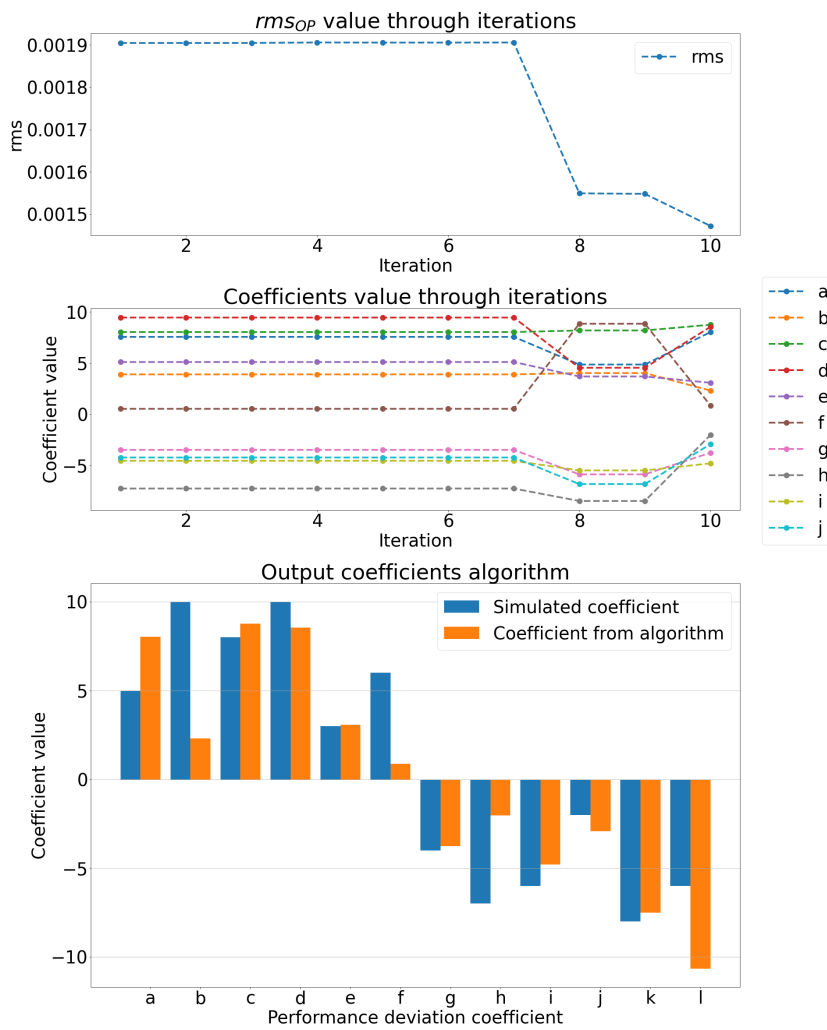 rms_OP value through iterations
rms
0.0019
0.0018
0.0017
0.0016
0.0015
rms
2 4 6 8 10
Iteration
Coefficients value through iterations
Coefficient value
10
5
0
−5
2 4 6 8 10
Iteration
a
b
c
d
e
f
g
h
i
j
Output coefficients algorithm
Coefficient value
10
5
0
−5
−10
Simulated coefficient
Coefficient from algorithm
a b c d e f g h i j k l
Performance deviation coefficient